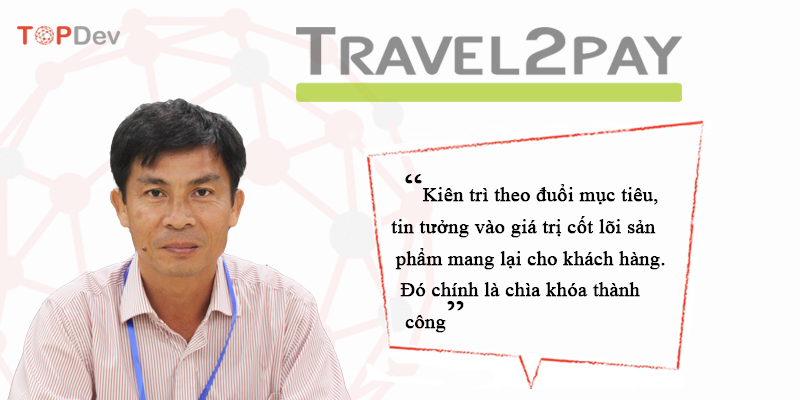 TOPDev
TRAVEL2PAY
“Kiên trì theo đuổi mục tiêu,
tin tưởng vào giá trị cốt lõi sản
phẩm mang lại cho khách hàng.
Đó chính là chìa khóa thành
công”